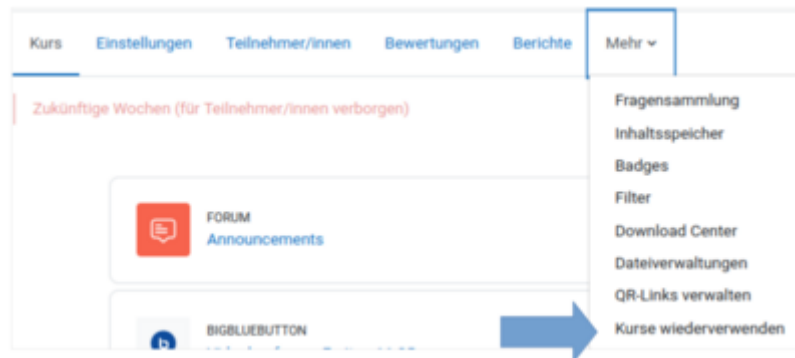 Kurs Einstellungen Teilnehmer/innen Bewertungen Berichte Mehr
Zukünftige Wochen (für Teilnehmer/innen verborgen)
Fragensammlung
Inhaltsspeicher
Badges
Filter
Download Center
Dateiverwaltungen
QR-Links verwalten
Kurse wiederverwenden
FORUM
Announcements
BIGBLUEBUTTON